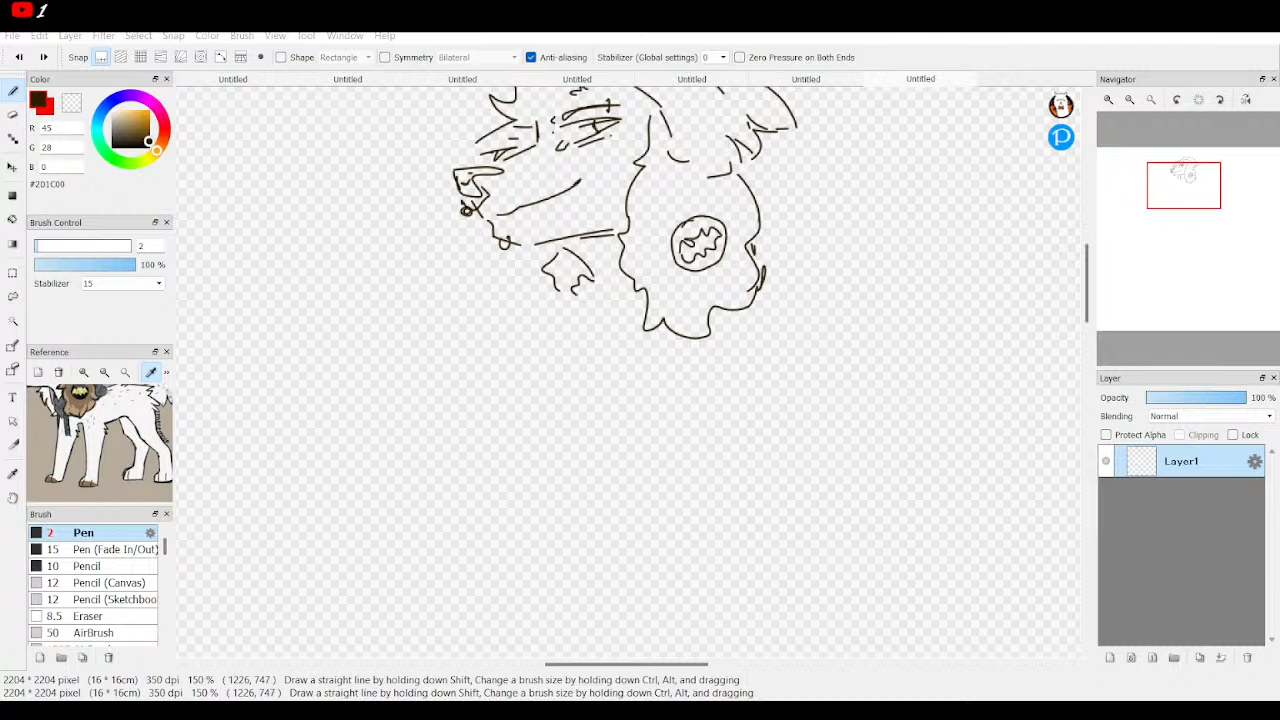 1
File Edit Layer Filter Select Snap Color Brush View Tool Window Help
Snap Shape Rectangle Symmetry Bilateral Anti-aliasing Stabilizer (Global settings) 0 Zero Pressure on Both Ends
Color
Untitled Untitled Untitled Untitled Untitled Untitled Untitled
Navigator
R 45
G 28
B 0
#2D1C00
Brush Control
2
100 %
Stabilizer 15
Reference
Layer
Opacity 100 %
Blending Normal
Protect Alpha Clipping Lock
Layer1
Brush
2 Pen
15 Pen (Fade In/Out)
10 Pencil
12 Pencil (Canvas)
12 Pencil (Sketchboo
8.5 Eraser
50 AirBrush
2204 * 2204 pixel (16 * 16cm) 350 dpi 150 % ( 1226, 747 ) Draw a straight line by holding down Shift, Change a brush size by holding down Ctrl, Alt, and dragging
2204 * 2204 pixel (16 * 16cm) 350 dpi 150 % ( 1226, 747 ) Draw a straight line by holding down Shift, Change a brush size by holding down Ctrl, Alt, and dragging